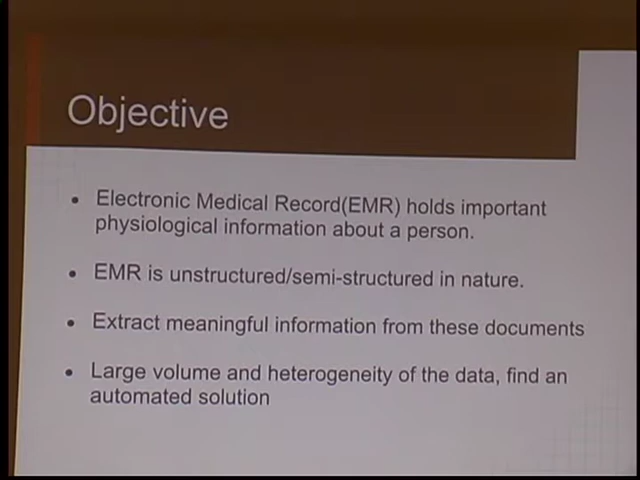 Objective
• Electronic Medical Record(EMR) holds important
physiological information about a person.
• EMR is unstructured/semi-structured in nature.
• Extract meaningful information from these documents
• Large volume and heterogeneity of the data, find an
automated solution